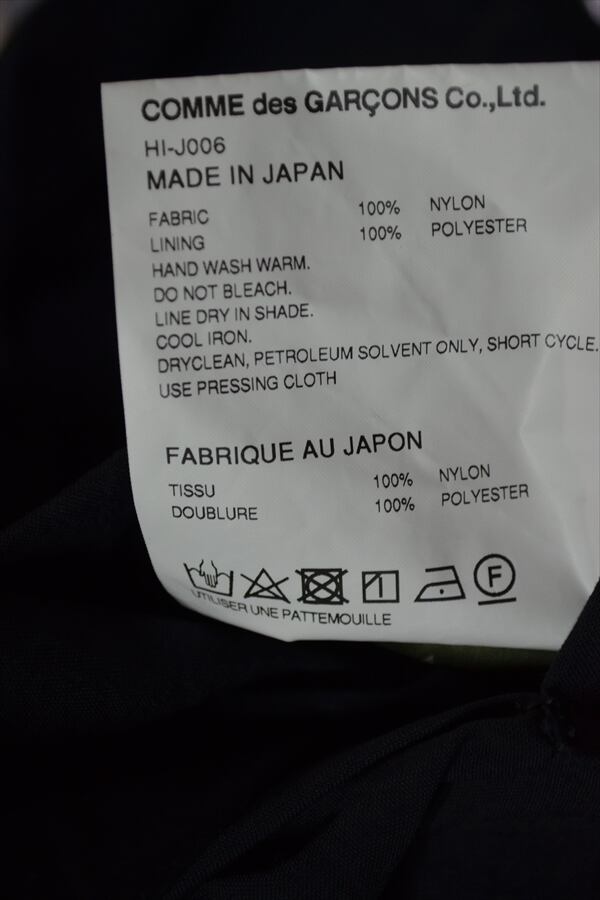 COMME des GARÇONS Co.,Ltd.
HI-J006
MADE IN JAPAN
FABRIC 100% NYLON
LINING 100% POLYESTER
HAND WASH WARM.
DO NOT BLEACH.
LINE DRY IN SHADE.
COOL IRON.
DRYCLEAN, PETROLEUM SOLVENT ONLY, SHORT CYCLE.
USE PRESSING CLOTH
FABRIQUE AU JAPON
TISSU 100% NYLON
DOUBLURE 100% POLYESTER
F
UTILISER UNE PATTEMOUILLE